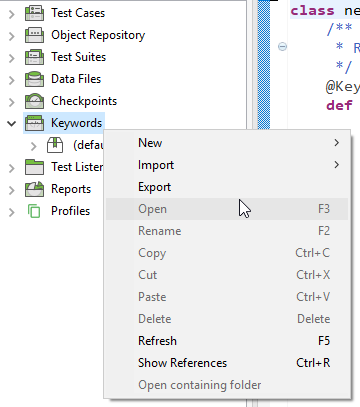 Test Cases
Object Repository
Test Suites
Data Files
Checkpoints
Keywords
(defau
Test Listen
Reports
Profiles
New
Import
Export
Open F3
Rename F2
Copy Ctrl+C
Cut Ctrl+X
Paste Ctrl+V
Delete Delete
Refresh F5
Show References Ctrl+R
Open containing folder
class ne
/**
* R
*/
@Key
def